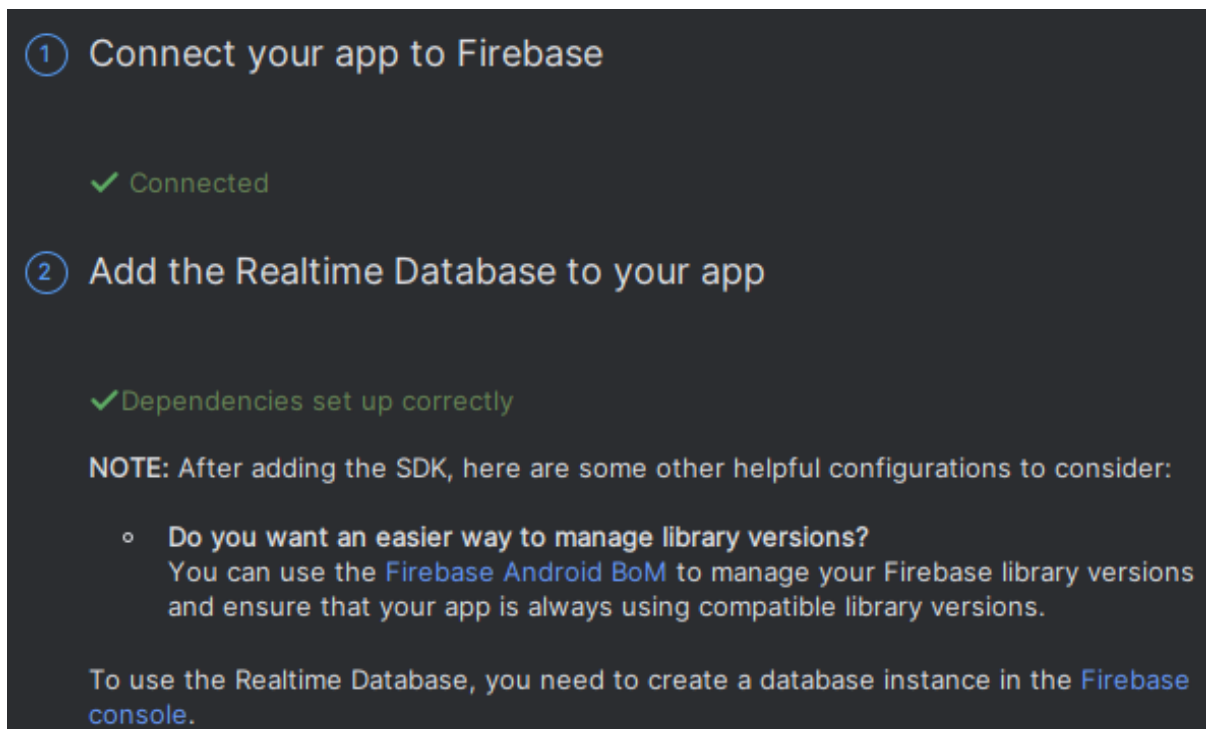 1 Connect your app to Firebase
✓ Connected
2 Add the Realtime Database to your app
✓Dependencies set up correctly
NOTE: After adding the SDK, here are some other helpful configurations to consider:
◦ Do you want an easier way to manage library versions?
You can use the Firebase Android BoM to manage your Firebase library versions
and ensure that your app is always using compatible library versions.
To use the Realtime Database, you need to create a database instance in the Firebase
console.